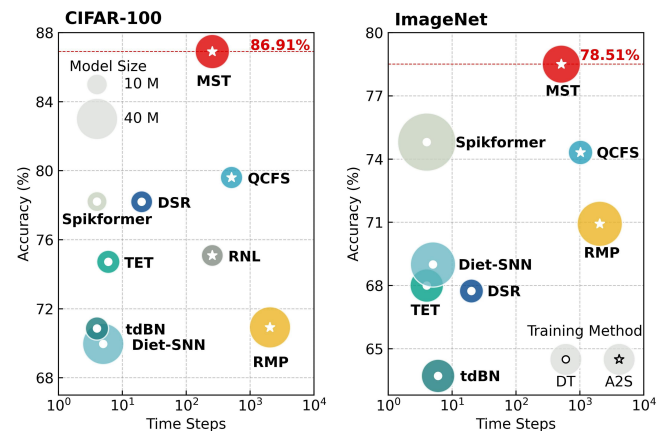 CIFAR-100
88
84
80
76
72
68
Accuracy (%)
86.91%
Model Size
10 M
40 M
MST
QCFS
DSR
Spikformer
RNL
TET
tdBN
Diet-SNN
RMP
10^0 10^1 10^2 10^3 10^4
Time Steps
ImageNet
80
77
74
71
68
65
Accuracy (%)
78.51%
MST
Spikformer
QCFS
RMP
Diet-SNN
DSR
TET
tdBN
Training Method
DT A2S
10^0 10^1 10^2 10^3 10^4
Time Steps